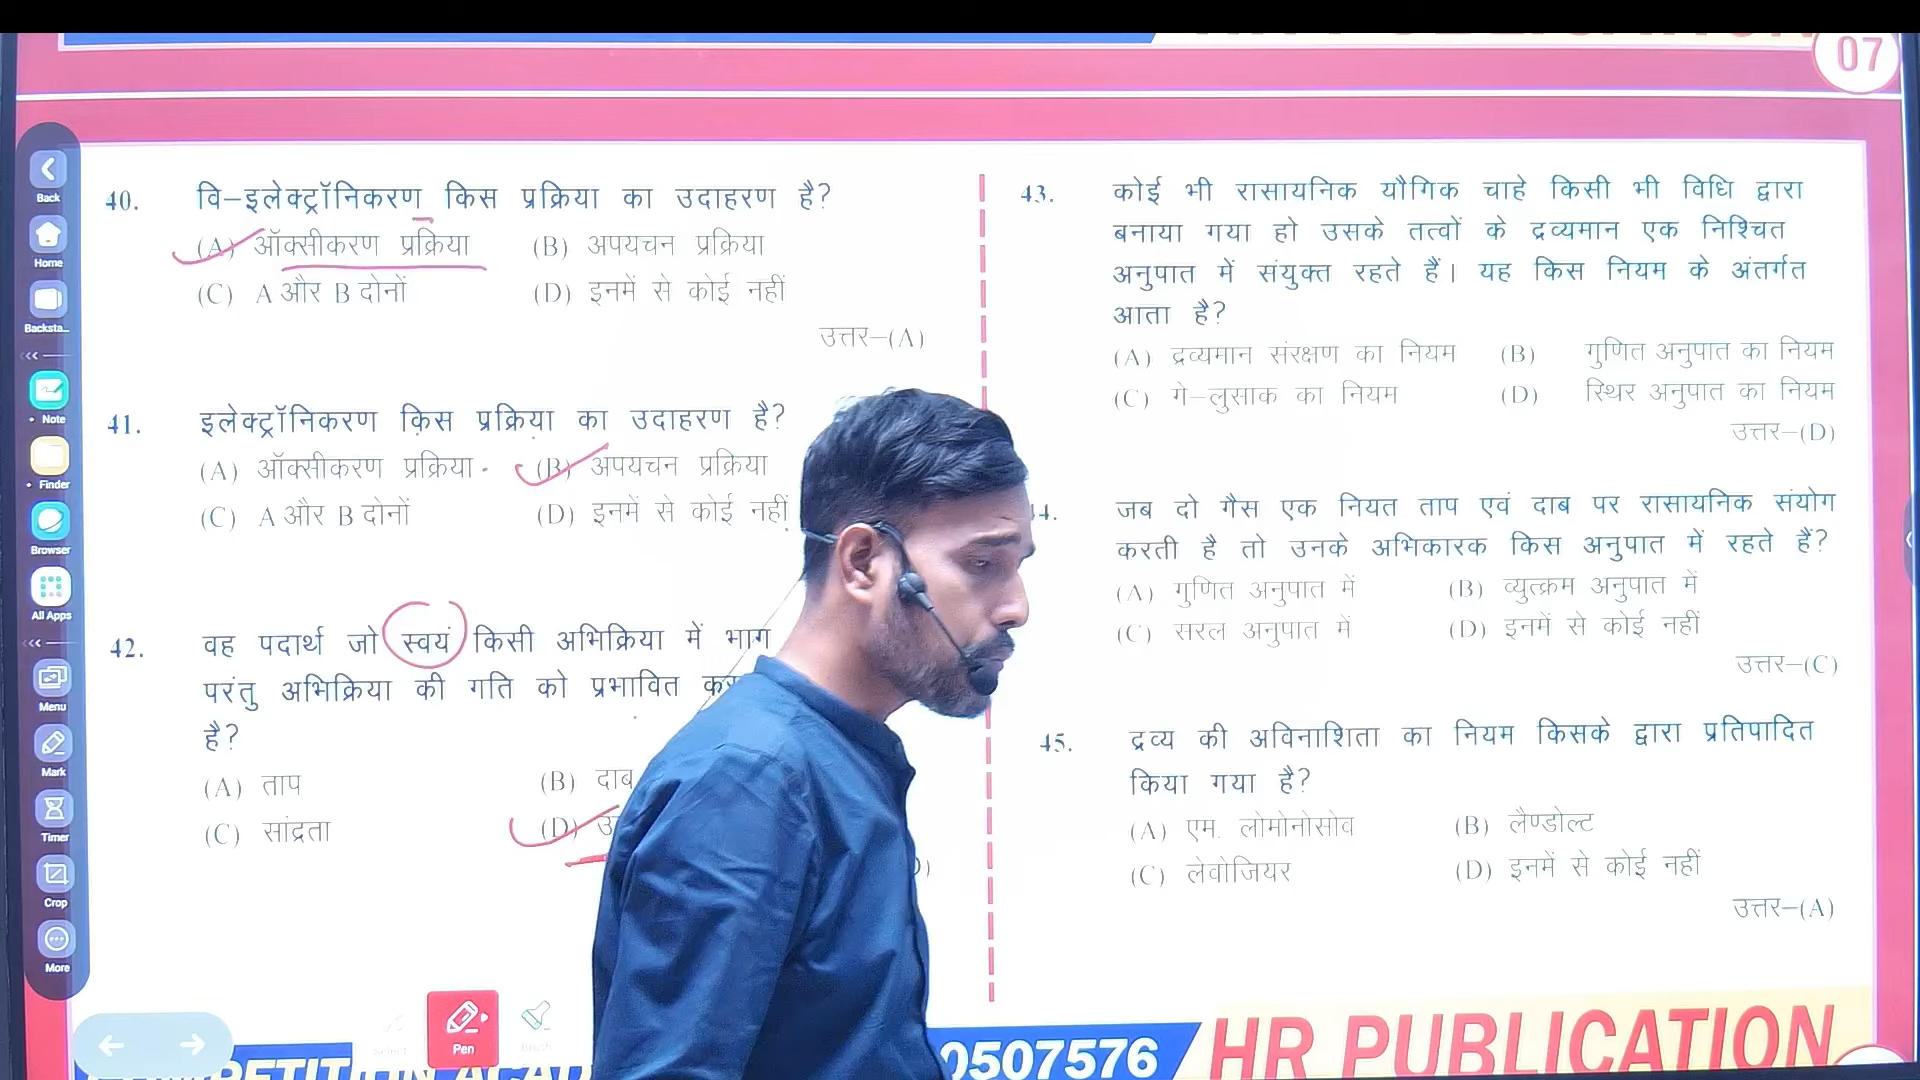 07
Back
Home
Backsta...
Note
Finder
Browser
All Apps
Menu
Mark
Timer
Crop
More
40. वि–इलेक्ट्रॉनिकरण किस प्रक्रिया का उदाहरण है?
(A) ऑक्सीकरण प्रक्रिया (B) अपयचन प्रक्रिया
(C) A और B दोनों (D) इनमें से कोई नहीं
उत्तर–(A)
41. इलेक्ट्रॉनिकरण किस प्रक्रिया का उदाहरण है?
(A) ऑक्सीकरण प्रक्रिया (B) अपयचन प्रक्रिया
(C) A और B दोनों (D) इनमें से कोई नहीं
42. वह पदार्थ जो स्वयं किसी अभिक्रिया में भाग
परंतु अभिक्रिया की गति को प्रभावित
है?
(A) ताप (B) दाब
(C) सांद्रता (D)
43. कोई भी रासायनिक यौगिक चाहे किसी भी विधि द्वारा
बनाया गया हो उसके तत्वों के द्रव्यमान एक निश्चित
अनुपात में संयुक्त रहते हैं। यह किस नियम के अंतर्गत
आता है?
(A) द्रव्यमान संरक्षण का नियम (B) गुणित अनुपात का नियम
(C) गे–लुसाक का नियम (D) स्थिर अनुपात का नियम
उत्तर–(D)
4. जब दो गैस एक नियत ताप एवं दाब पर रासायनिक संयोग
करती है तो उनके अभिकारक किस अनुपात में रहते हैं?
(A) गुणित अनुपात में (B) व्युत्क्रम अनुपात में
(C) सरल अनुपात में (D) इनमें से कोई नहीं
उत्तर–(C)
45. द्रव्य की अविनाशिता का नियम किसके द्वारा प्रतिपादित
किया गया है?
(A) एम. लोमोनोसोव (B) लैण्डोल्ट
(C) लेवोजियर (D) इनमें से कोई नहीं
उत्तर–(A)
Pen
0507576 HR PUBLICATION